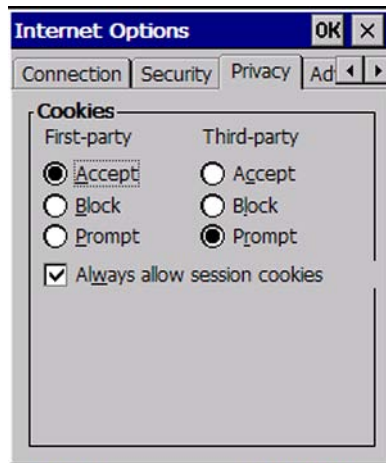 Internet Options OK ×
Connection Security Privacy Ad
Cookies
First-party Third-party
Accept Accept
Block Block
Prompt Prompt
Always allow session cookies